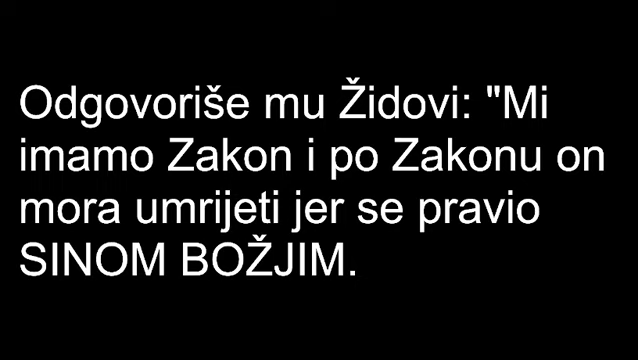 Odgovoriše mu Židovi: "Mi
imamo Zakon i po Zakonu on
mora umrijeti jer se pravio
SINOM BOŽJIM.